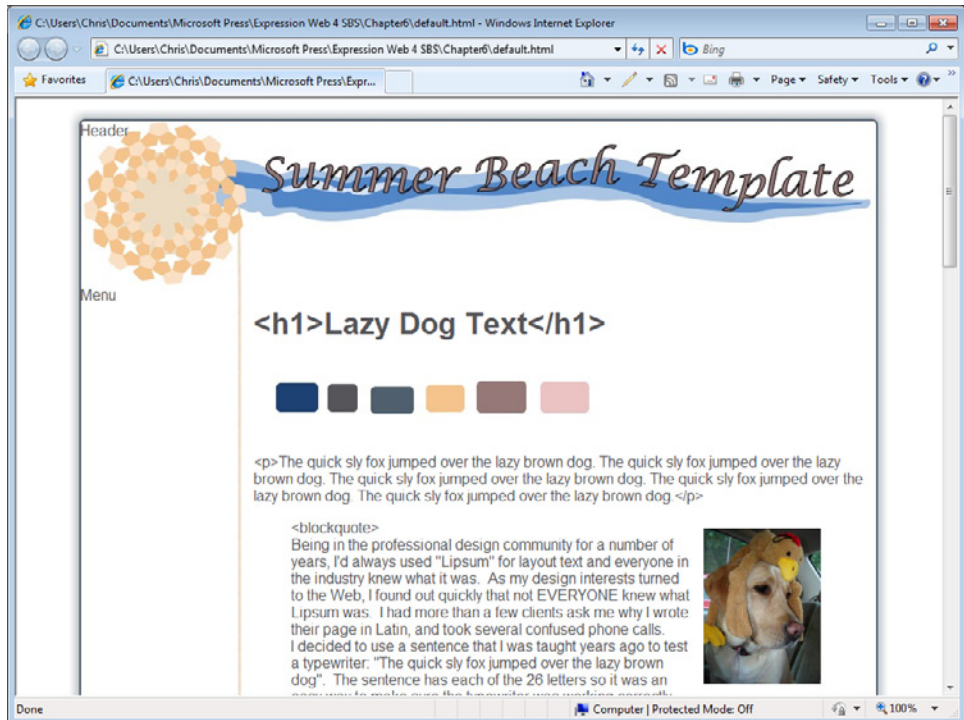 C:\Users\Chris\Documents\Microsoft Press\Expression Web 4 SBS\Chapter6\default.html - Windows Internet Explorer
C:\Users\Chris\Documents\Microsoft Press\Expression Web 4 SBS\Chapter6\default.html
Bing
Favorites
C:\Users\Chris\Documents\Microsoft Press\Expr...
Page
Safety
Tools
Header
Summer Beach Template
Menu
<h1>Lazy Dog Text</h1>
<p>The quick sly fox jumped over the lazy brown dog. The quick sly fox jumped over the lazy
brown dog. The quick sly fox jumped over the lazy brown dog. The quick sly fox jumped over the
lazy brown dog. The quick sly fox jumped over the lazy brown dog.</p>
<blockquote>
Being in the professional design community for a number of
years, I'd always used "Lipsum" for layout text and everyone in
the industry knew what it was. As my design interests turned
to the Web, I found out quickly that not EVERYONE knew what
Lipsum was. I had more than a few clients ask me why I wrote
their page in Latin, and took several confused phone calls.
I decided to use a sentence that I was taught years ago to test
a typewriter: "The quick sly fox jumped over the lazy brown
dog". The sentence has each of the 26 letters so it was an
easy way to make sure the typewriter was working correctly
Done
Computer | Protected Mode: Off
100%